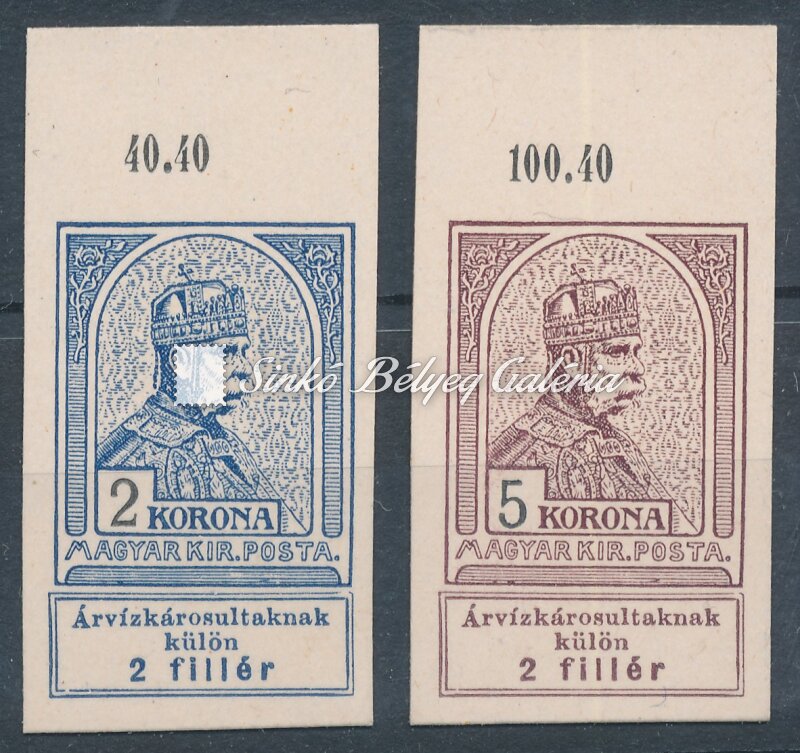 40.40
2 KORONA
MAGYAR KIR. POSTA.
Árvízkárosultaknak
külön
2 fillér
100.40
5 KORONA
MAGYAR KIR. POSTA.
Árvízkárosultaknak
külön
2 fillér
Sinkó Bélyeg Galéria